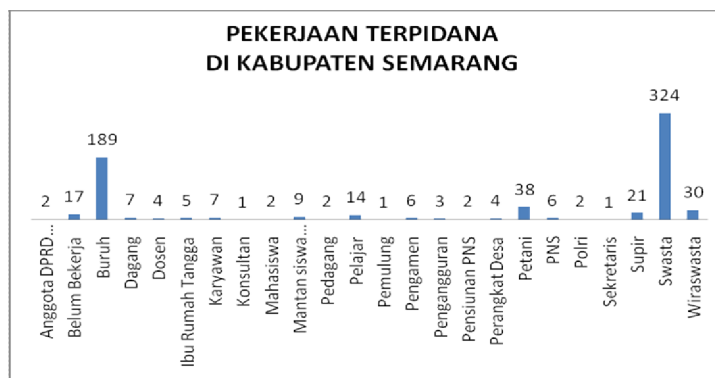 PEKERJAAN TERPIDANA
DI KABUPATEN SEMARANG
2
17
189
7
4
5
7
1
2
9
2
14
1
6
3
2
4
38
6
2
1
21
324
30
Anggota DPRD...
Belum Bekerja
Buruh
Dagang
Dosen
Ibu Rumah Tangga
Karyawan
Konsultan
Mahasiswa
Mantan siswa...
Pedagang
Pelajar
Pemulung
Pengamen
Pengangguran
Pensiunan PNS
Perangkat Desa
Petani
PNS
Polri
Sekretaris
Supir
Swasta
Wiraswasta